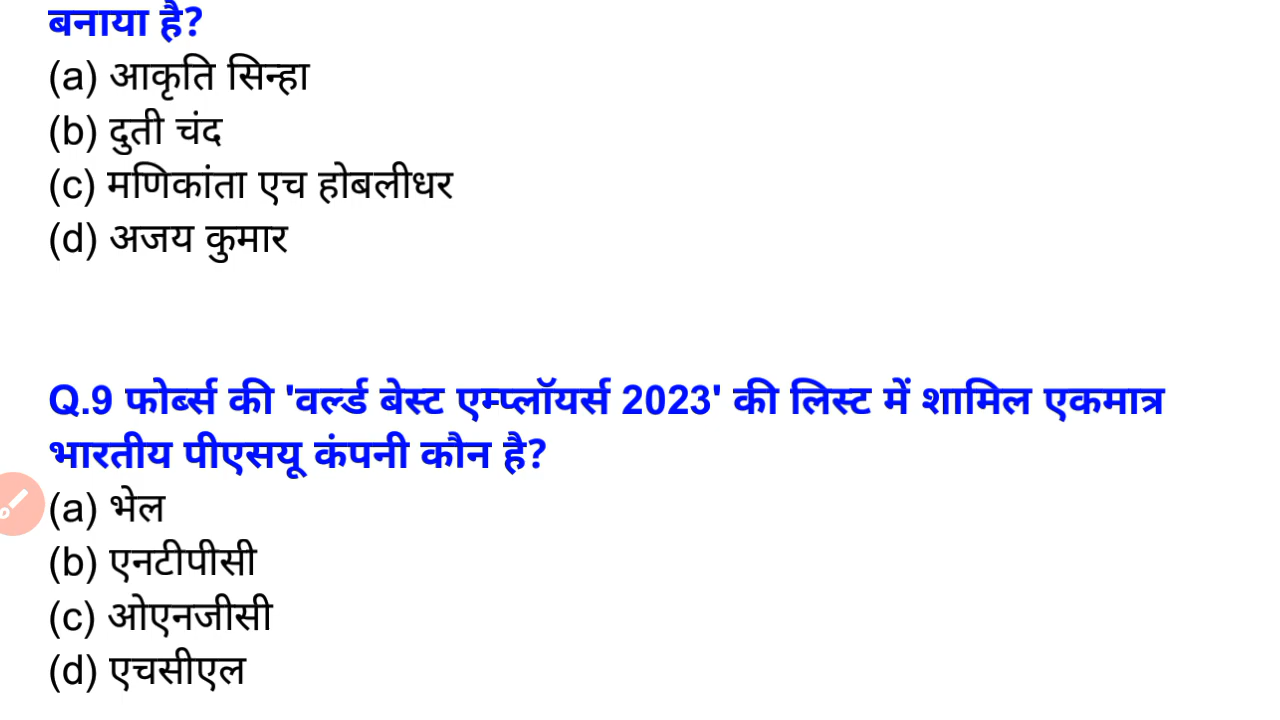 बनाया है?
(a) आकृति सिन्हा
(b) दुती चंद
(c) मणिकांता एच होबलीधर
(d) अजय कुमार
Q.9 फोर्ब्स की 'वर्ल्ड बेस्ट एम्प्लॉयर्स 2023' की लिस्ट में शामिल एकमात्र
भारतीय पीएसयू कंपनी कौन है?
(a) भेल
(b) एनटीपीसी
(c) ओएनजीसी
(d) एचसीएल